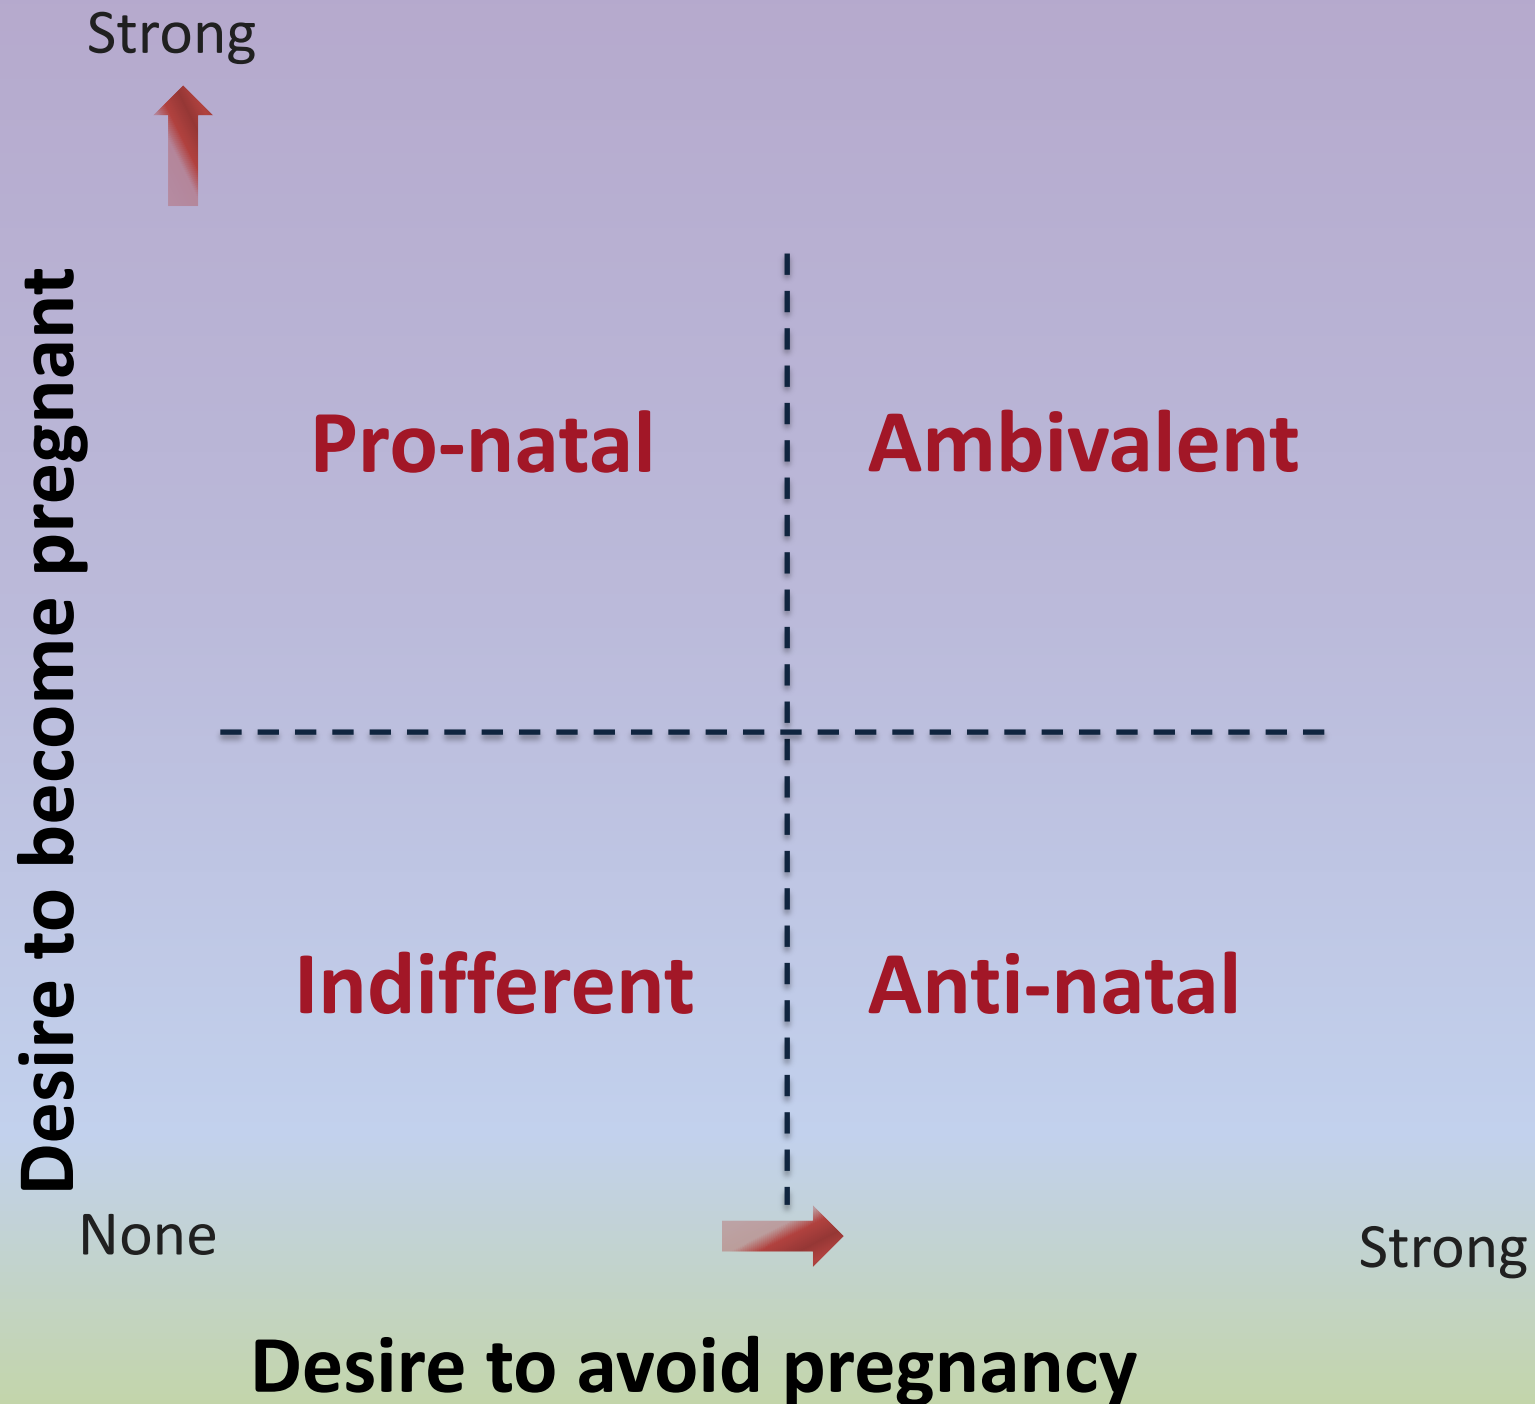 Strong
Desire to become pregnant
Pro-natal
Ambivalent
Indifferent
Anti-natal
None
Strong
Desire to avoid pregnancy